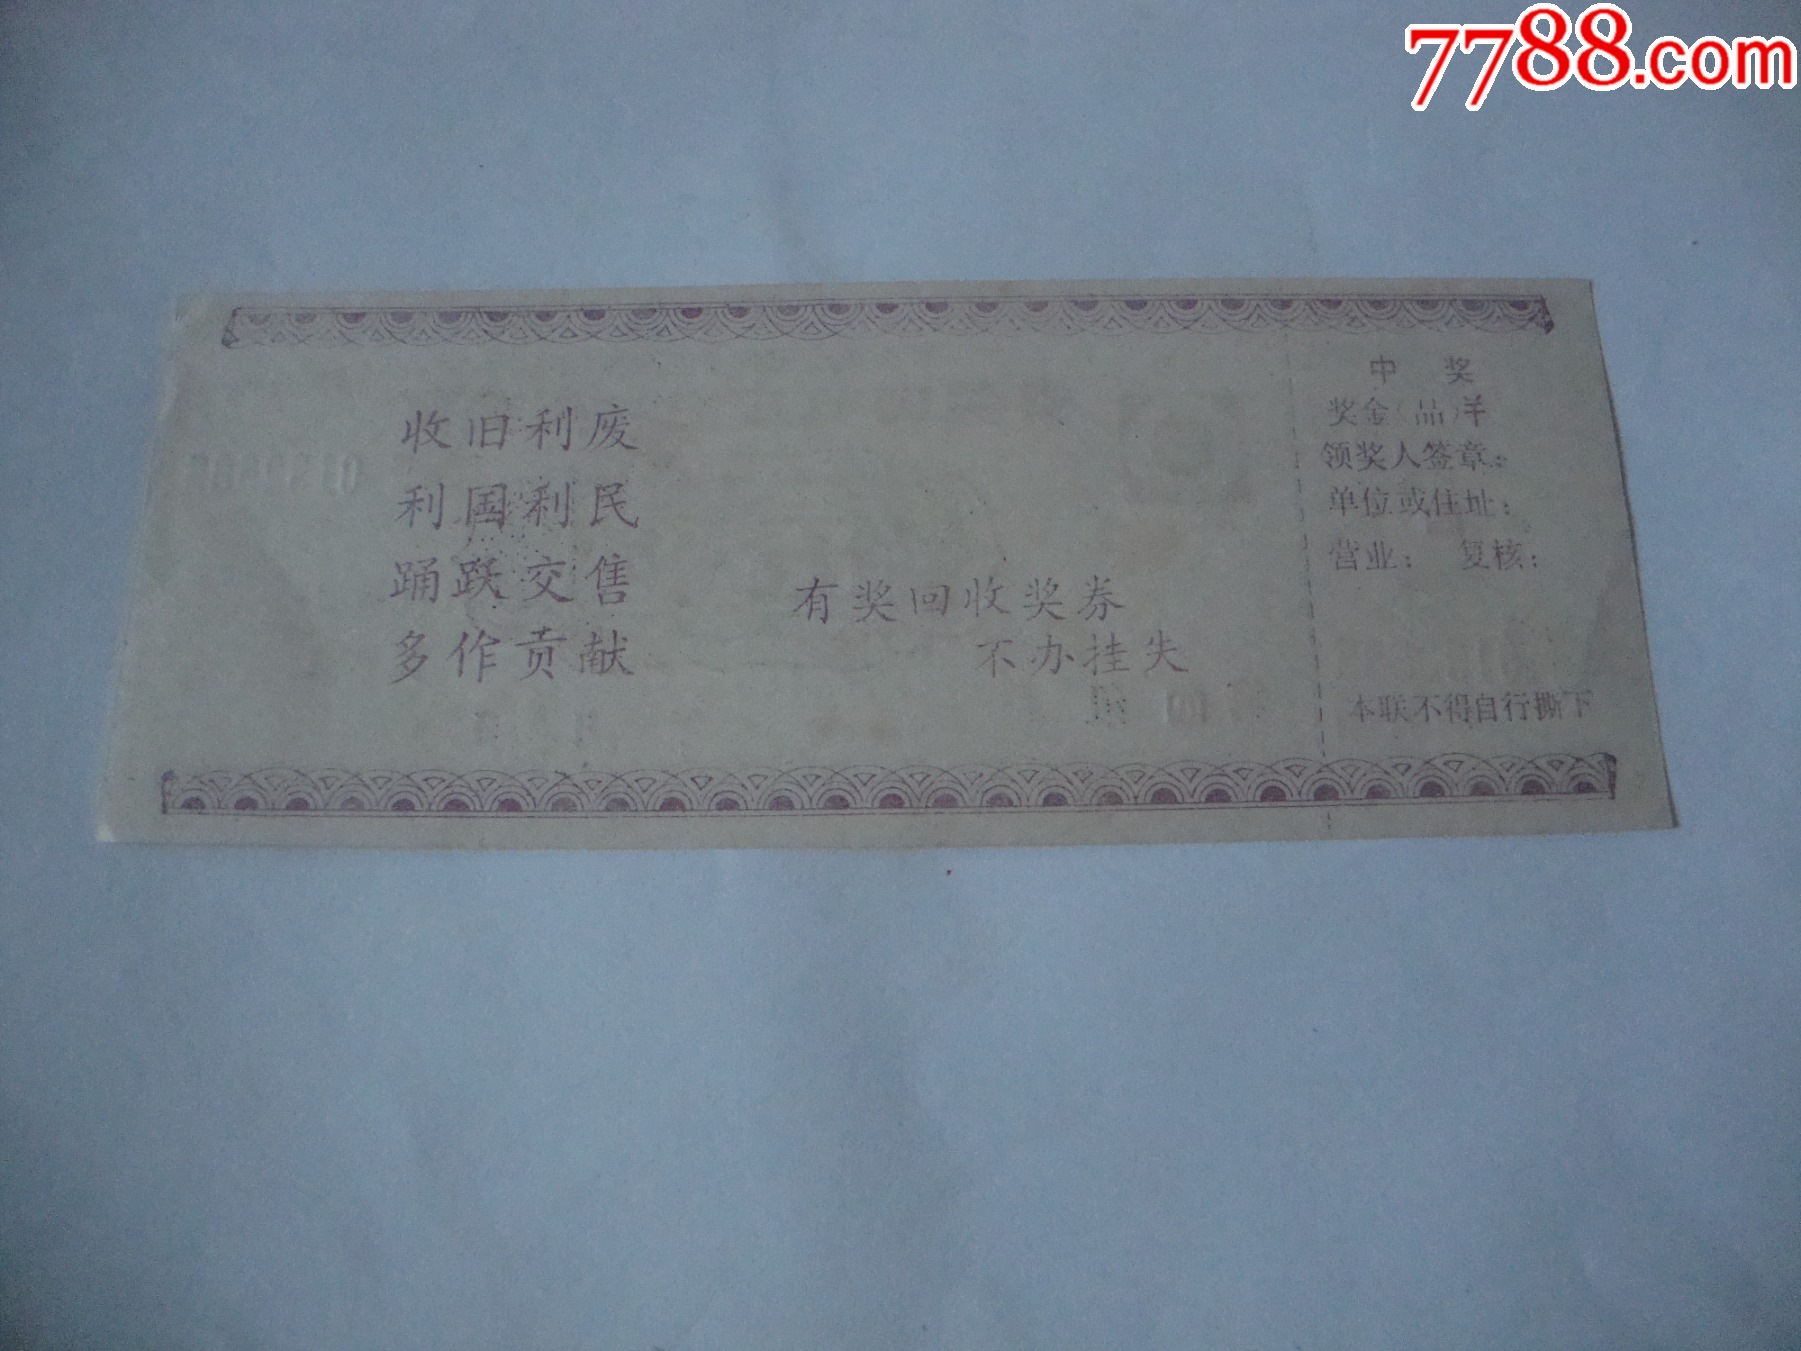 7788.com
收旧利废
利国利民
踊跃交售
多作贡献
有奖回收奖券
不办挂失
中奖
奖金(品)羊
领奖人签章:
单位或住址:
营业: 复核:
本联不得自行撕下